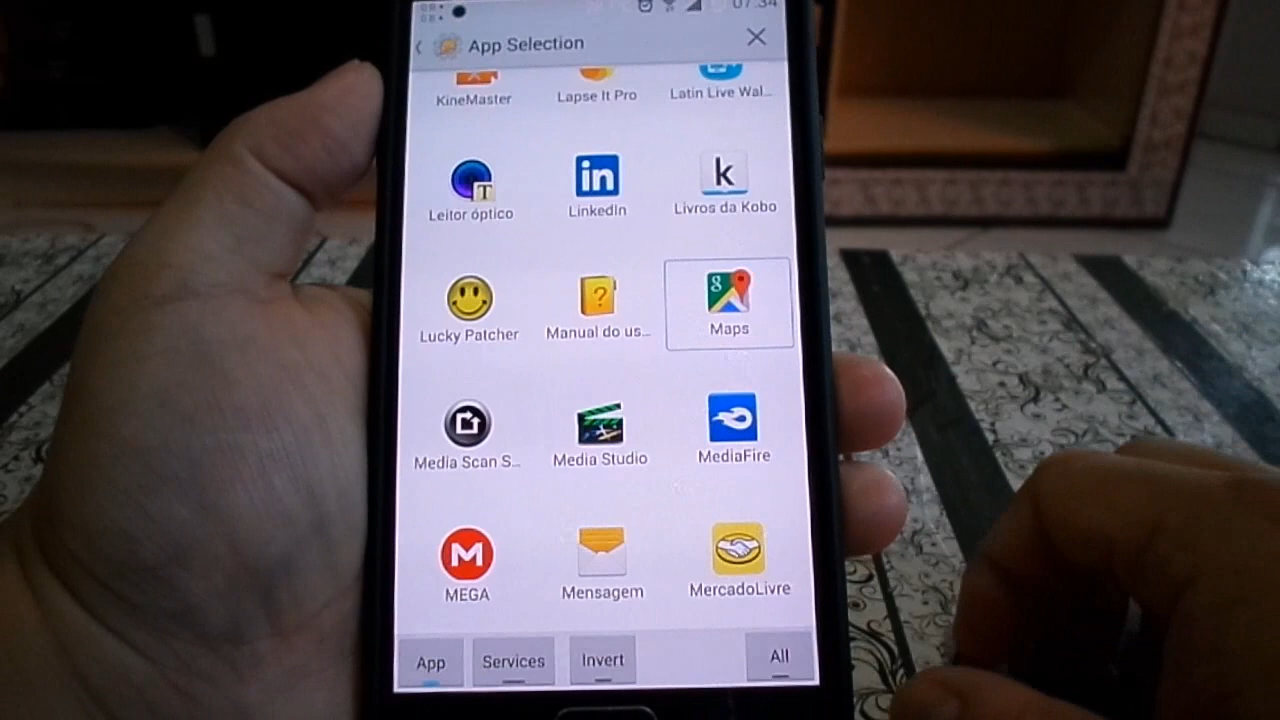 07:34
App Selection
KineMaster
Lapse It Pro
Latin Live Wal...
T
in
k
Leitor óptico
LinkedIn
Livros da Kobo
?
g
Lucky Patcher
Manual do us...
Maps
Media Scan S...
Media Studio
MediaFire
M
MEGA
Mensagem
MercadoLivre
App
Services
Invert
All